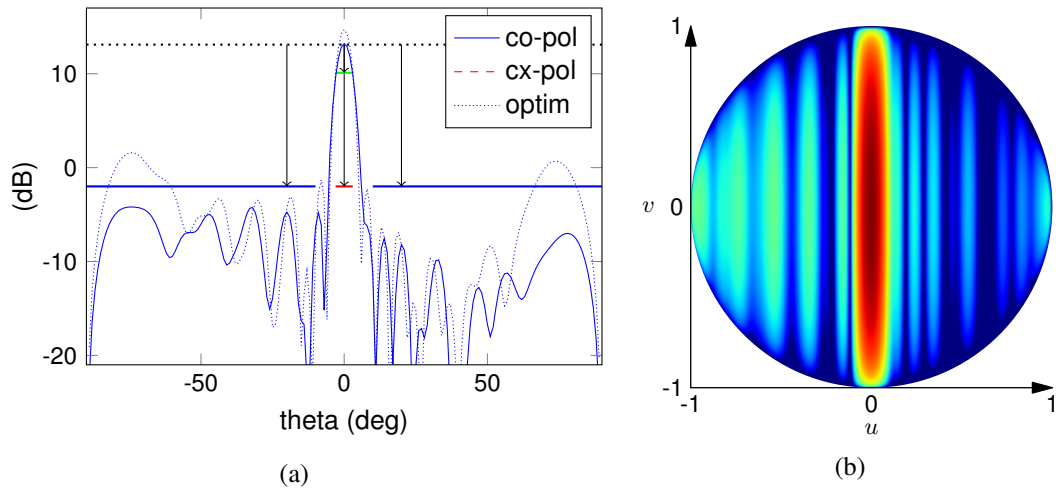 co-pol
cx-pol
optim
10
0
-10
-20
(dB)
-50
0
50
theta (deg)
(a)
1
v
0
-1
-1
0
1
u
(b)